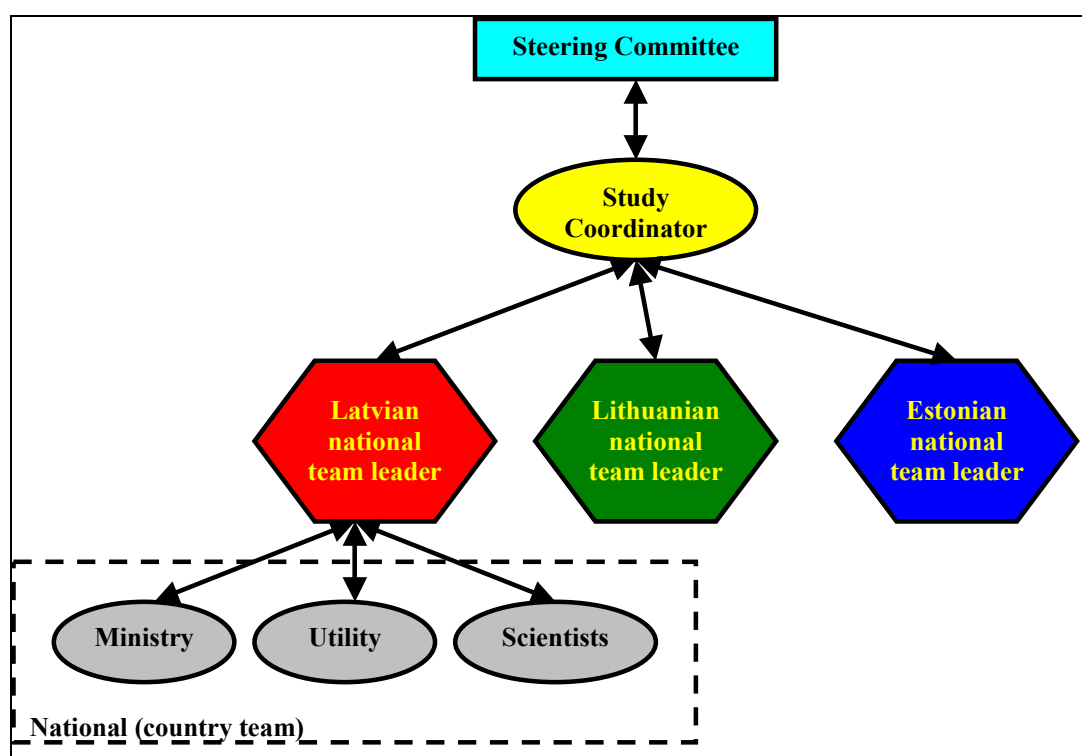 Steering Committee
Study
Coordinator
Latvian
national
team leader
Lithuanian
national
team leader
Estonian
national
team leader
Ministry
Utility
Scientists
National (country team)